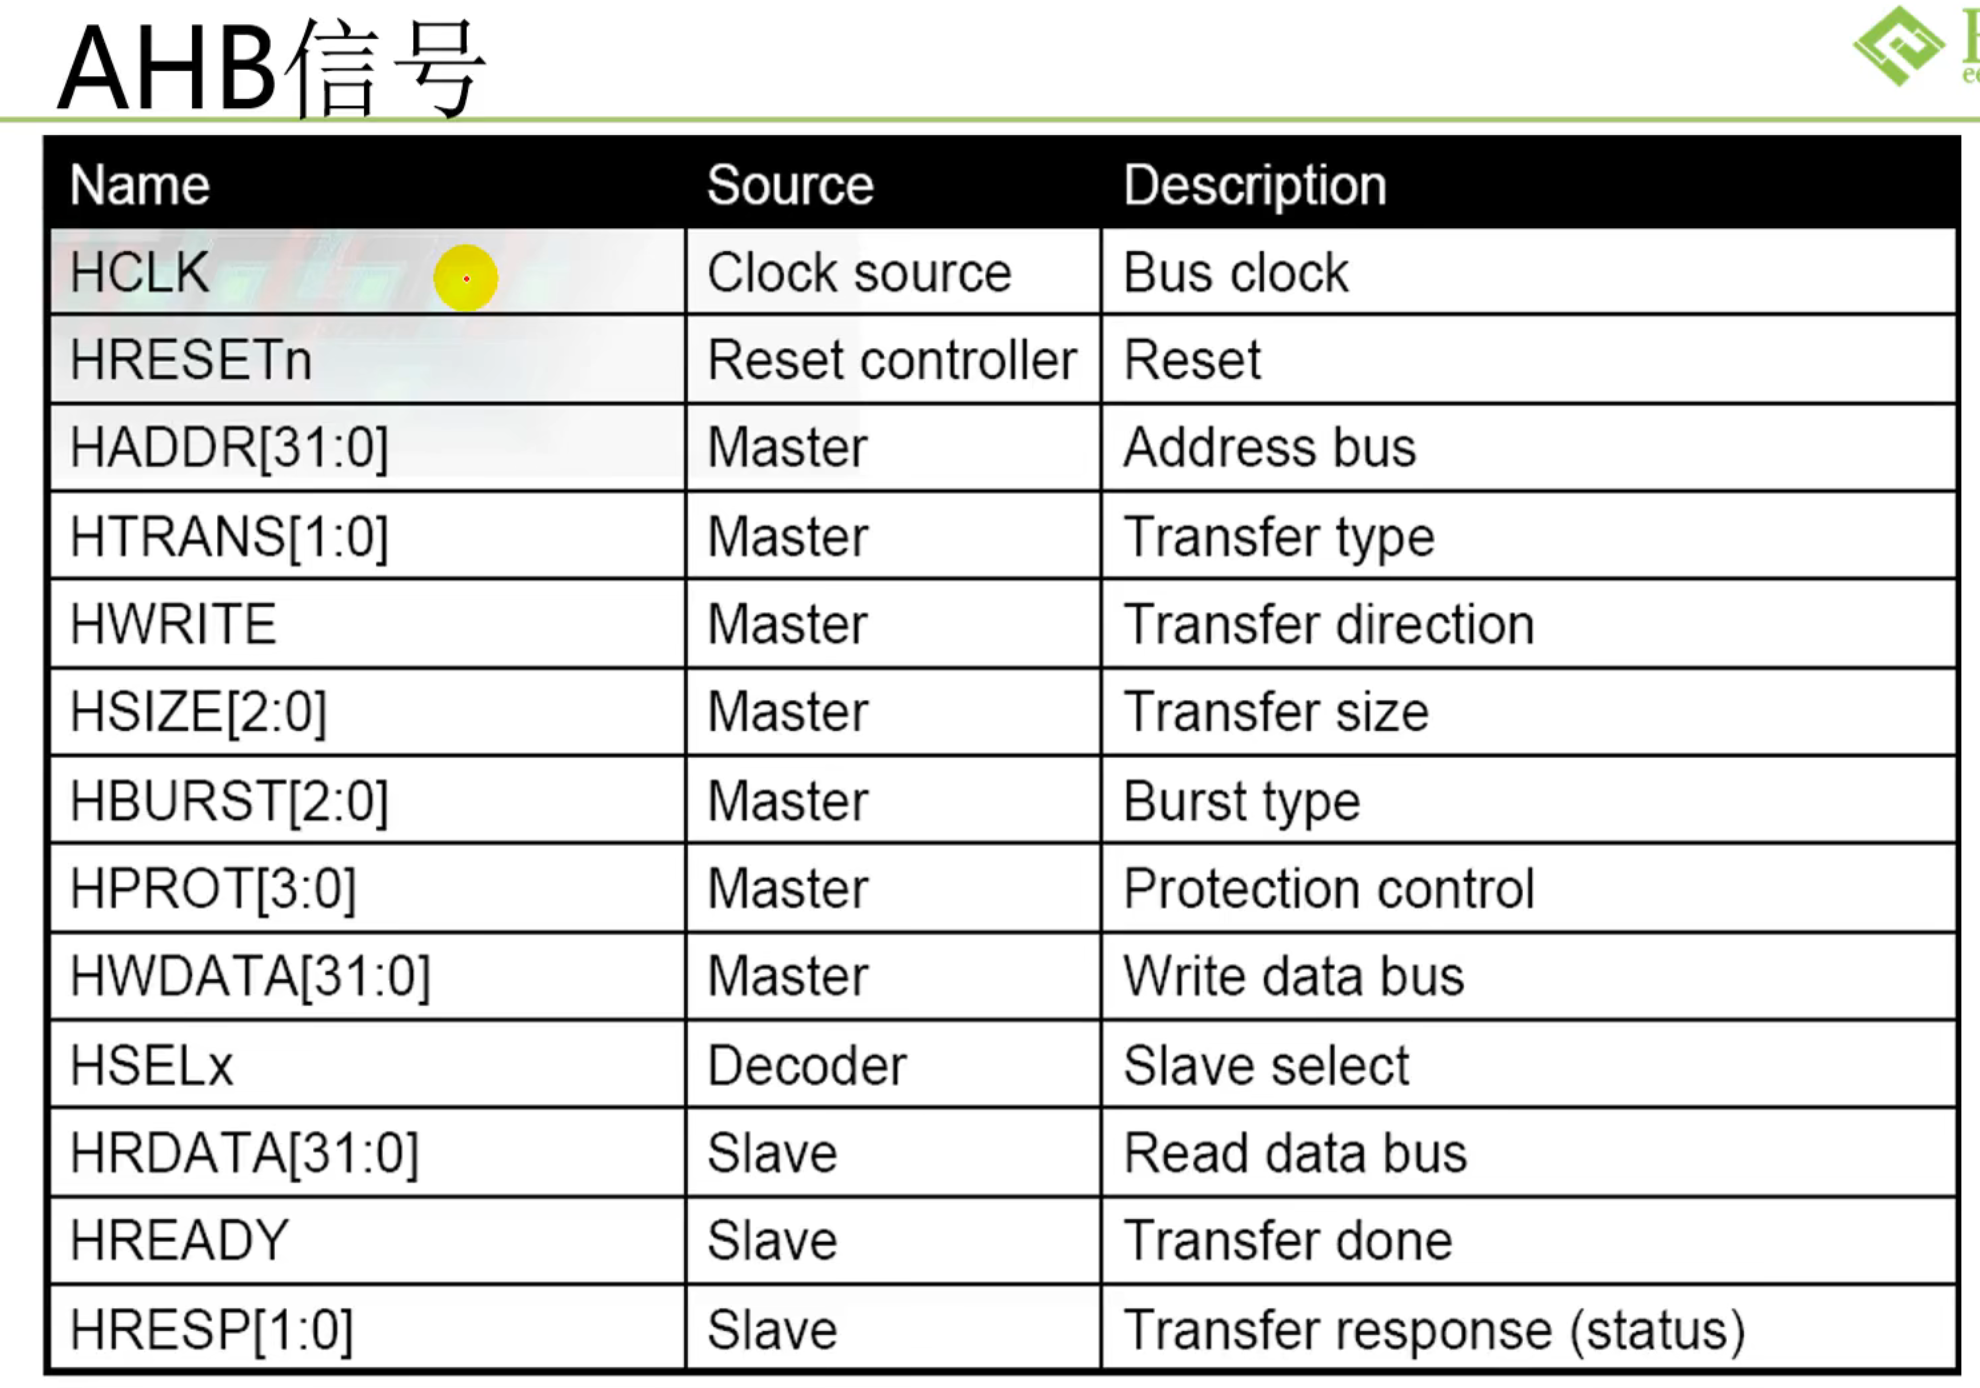 AHB信号
Name Source Description
HCLK Clock source Bus clock
HRESETn Reset controller Reset
HADDR[31:0] Master Address bus
HTRANS[1:0] Master Transfer type
HWRITE Master Transfer direction
HSIZE[2:0] Master Transfer size
HBURST[2:0] Master Burst type
HPROT[3:0] Master Protection control
HWDATA[31:0] Master Write data bus
HSELx Decoder Slave select
HRDATA[31:0] Slave Read data bus
HREADY Slave Transfer done
HRESP[1:0] Slave Transfer response (status)